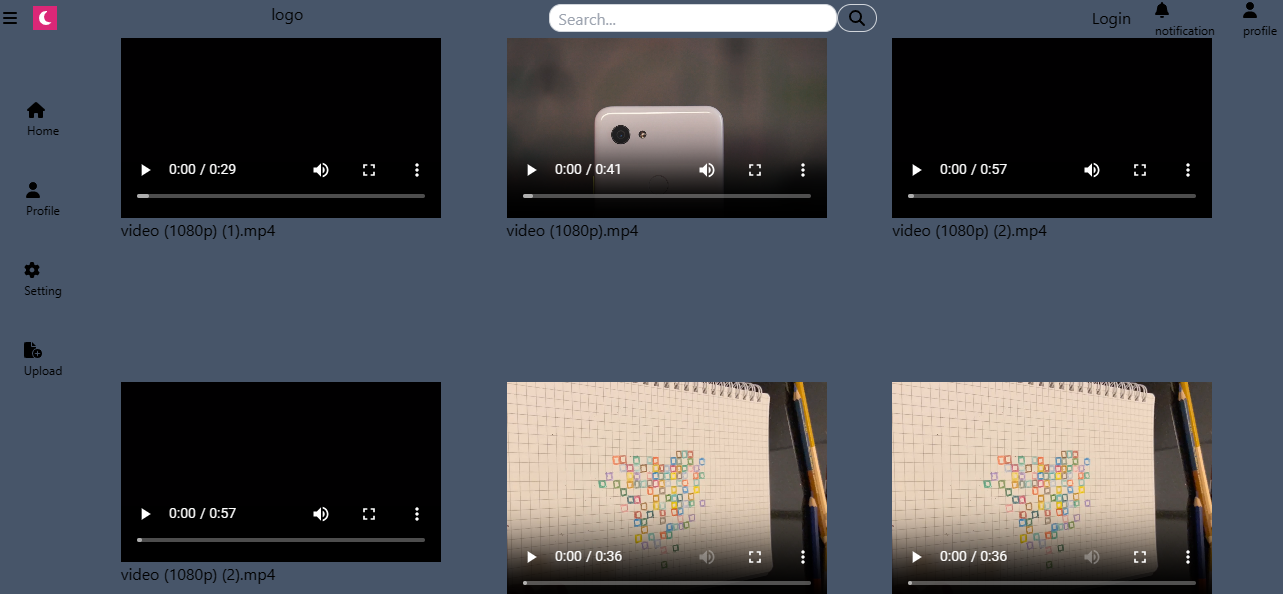 logo
Search...
Login
notification
profile
Home
Profile
Setting
Upload
0:00 / 0:29
0:00 / 0:41
0:00 / 0:57
video (1080p) (1).mp4
video (1080p).mp4
video (1080p) (2).mp4
0:00 / 0:57
0:00 / 0:36
0:00 / 0:36
video (1080p) (2).mp4